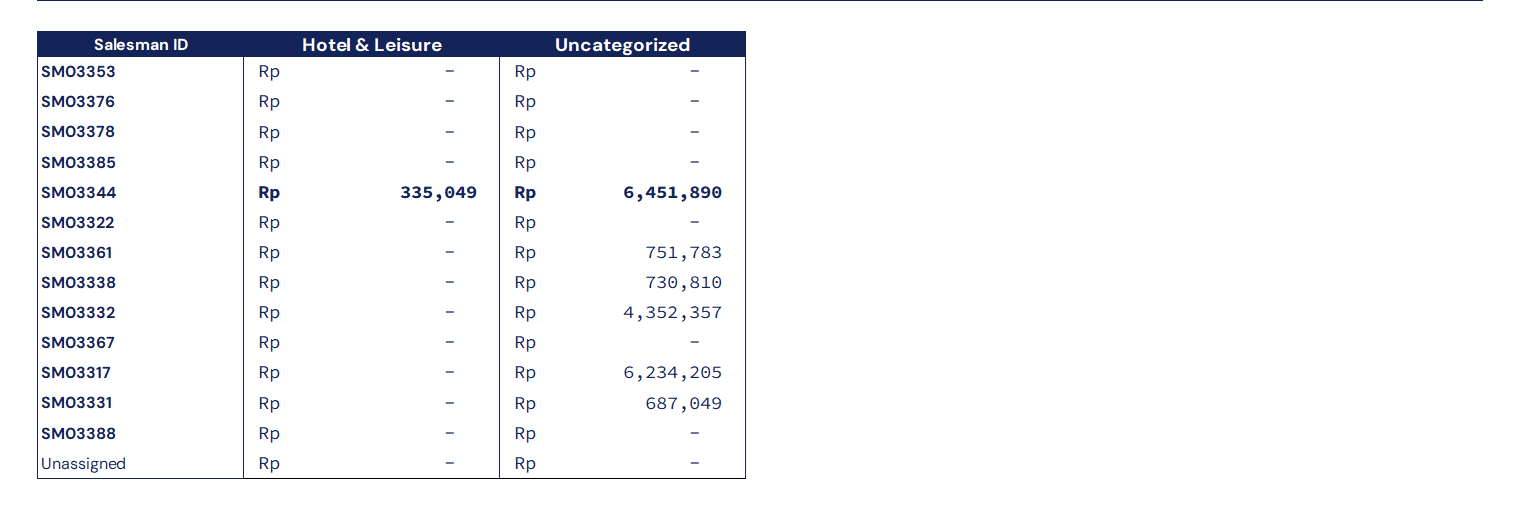 Salesman ID Hotel & Leisure Uncategorized
SM03353 Rp – Rp –
SM03376 Rp – Rp –
SM03378 Rp – Rp –
SM03385 Rp – Rp –
SM03344 Rp 335,049 Rp 6,451,890
SM03322 Rp – Rp –
SM03361 Rp – Rp 751,783
SM03338 Rp – Rp 730,810
SM03332 Rp – Rp 4,352,357
SM03367 Rp – Rp –
SM03317 Rp – Rp 6,234,205
SM03331 Rp – Rp 687,049
SM03388 Rp – Rp –
Unassigned Rp – Rp –